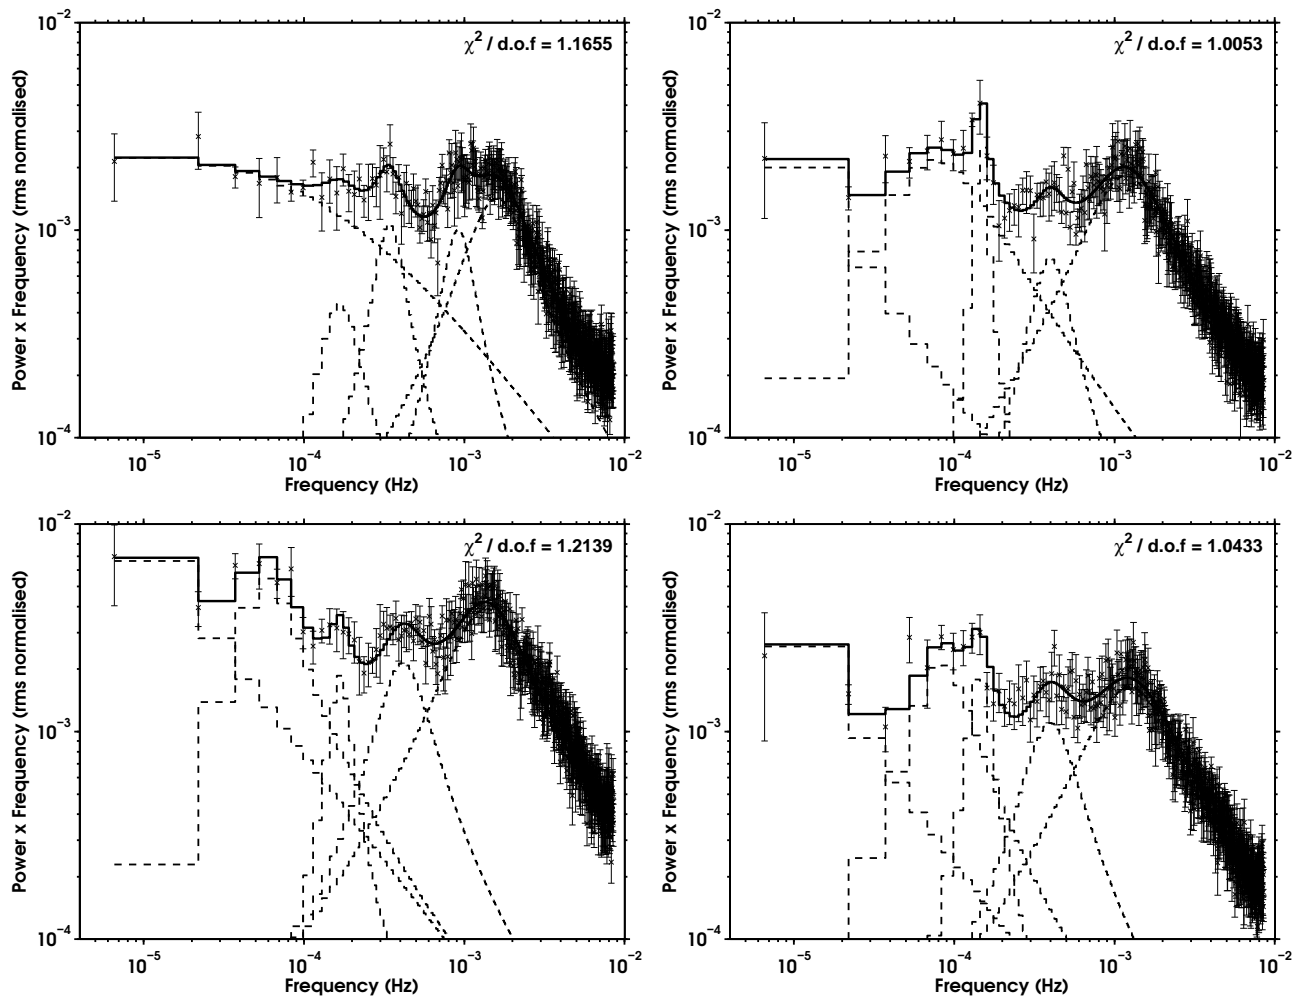 10⁻²
χ² / d.o.f = 1.1655
Power x Frequency (rms normalised)
10⁻³
10⁻⁴
10⁻⁵ 10⁻⁴ 10⁻³ 10⁻²
Frequency (Hz)
10⁻²
χ² / d.o.f = 1.0053
Power x Frequency (rms normalised)
10⁻³
10⁻⁴
10⁻⁵ 10⁻⁴ 10⁻³ 10⁻²
Frequency (Hz)
10⁻²
χ² / d.o.f = 1.2139
Power x Frequency (rms normalised)
10⁻³
10⁻⁴
10⁻⁵ 10⁻⁴ 10⁻³ 10⁻²
Frequency (Hz)
10⁻²
χ² / d.o.f = 1.0433
Power x Frequency (rms normalised)
10⁻³
10⁻⁴
10⁻⁵ 10⁻⁴ 10⁻³ 10⁻²
Frequency (Hz)